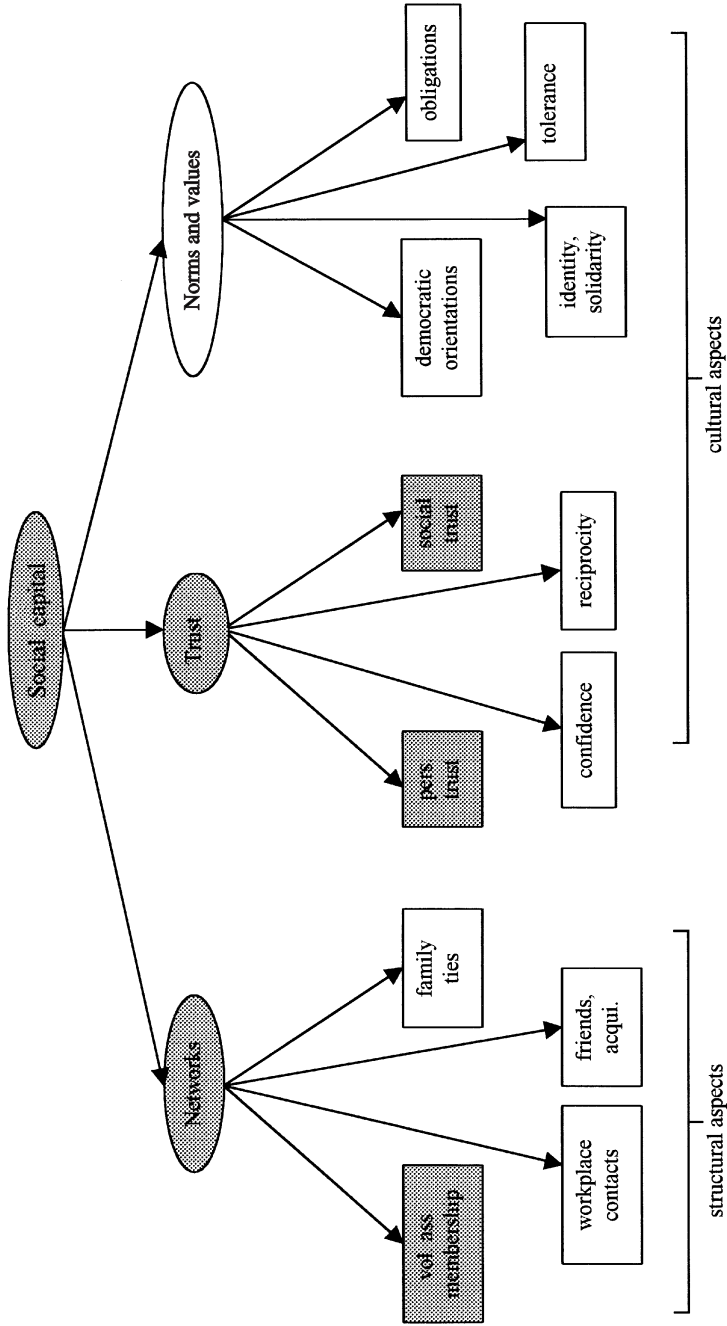 Social capital
Networks
Trust
Norms and values
vol ass
membership
family
ties
pers
trust
social
trust
democratic
orientations
obligations
workplace
contacts
friends,
acqui.
confidence
reciprocity
identity,
solidarity
tolerance
structural aspects
cultural aspects